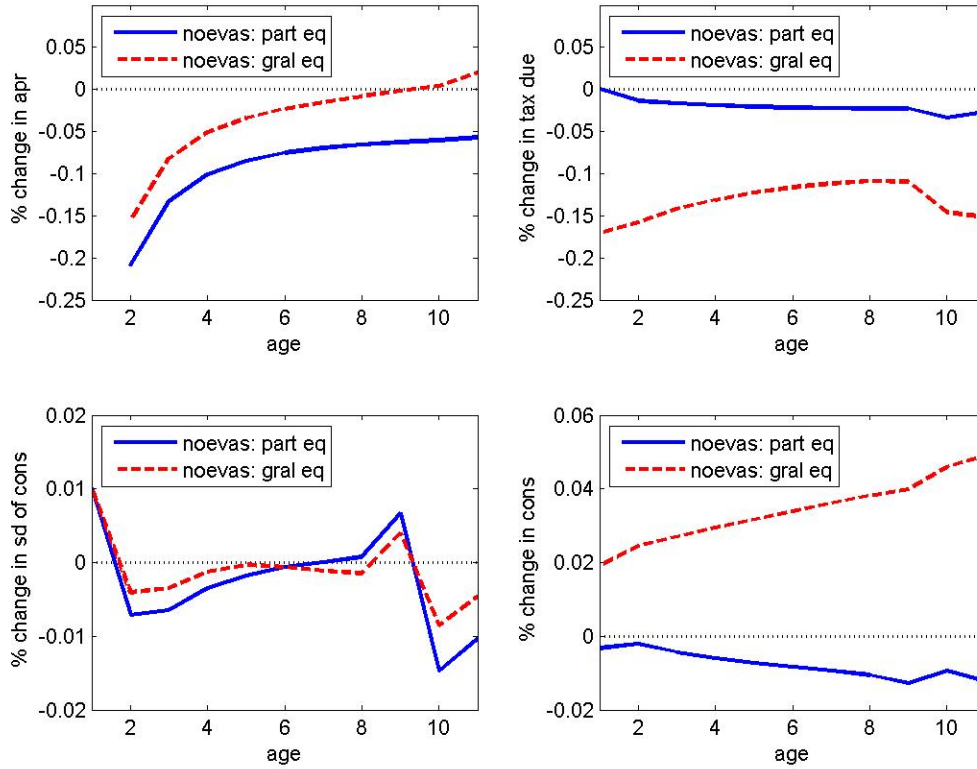 noevas: part eq
noevas: gral eq
0.05
0
-0.05
-0.1
-0.15
-0.2
-0.25
% change in apr
2 4 6 8 10
age
noevas: part eq
noevas: gral eq
0.05
0
-0.05
-0.1
-0.15
-0.2
-0.25
% change in tax due
2 4 6 8 10
age
noevas: part eq
noevas: gral eq
0.02
0.01
0
-0.01
-0.02
% change in sd of cons
2 4 6 8 10
age
noevas: part eq
noevas: gral eq
0.06
0.04
0.02
0
-0.02
% change in cons
2 4 6 8 10
age